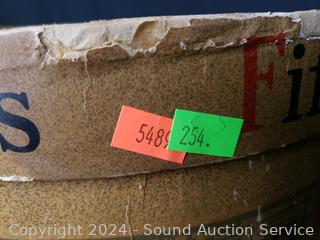 s Fi
5489 254.
Copyright 2024 - Sound Auction Service